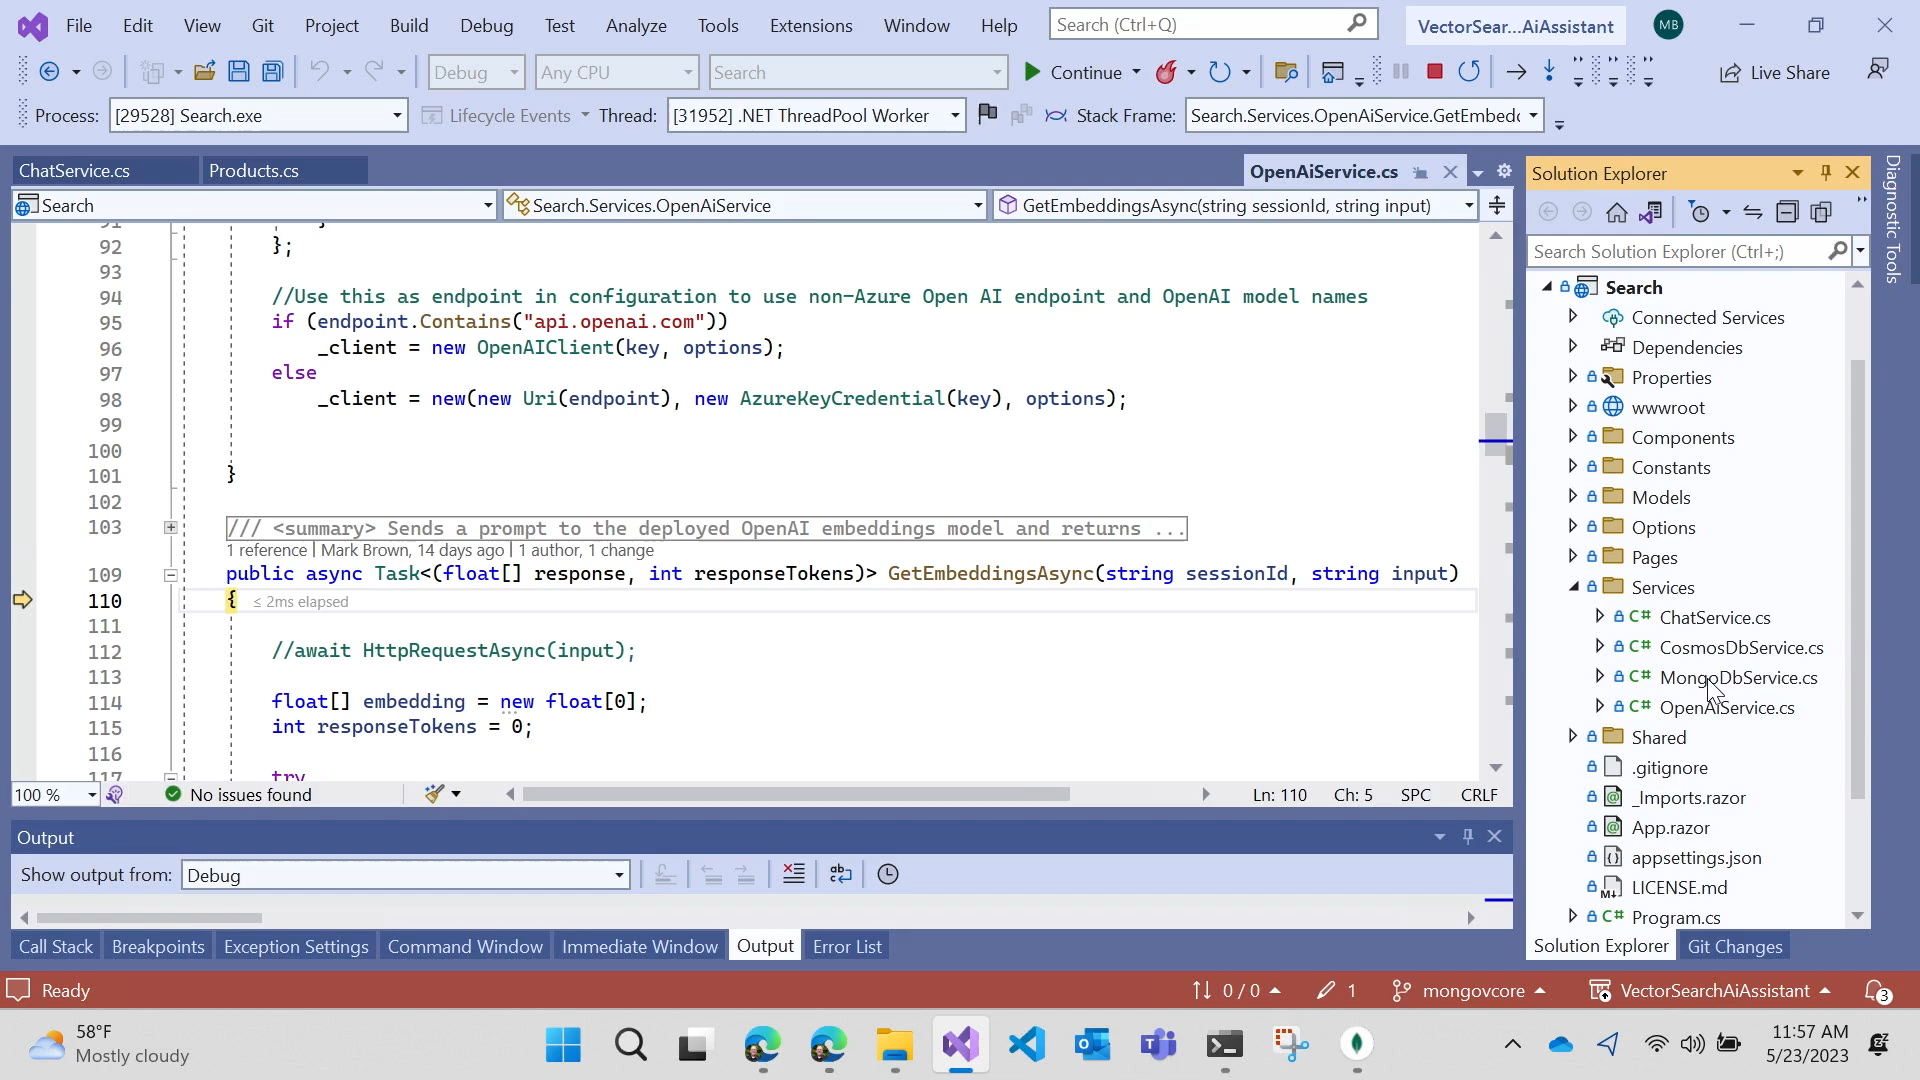 File Edit View Git Project Build Debug Test Analyze Tools Extensions Window Help Search (Ctrl+Q) VectorSear...AiAssistant MB
Debug Any CPU Search Continue Live Share
Process: [29528] Search.exe Lifecycle Events Thread: [31952] .NET ThreadPool Worker Stack Frame: Search.Services.OpenAiService.GetEmbedd
ChatService.cs Products.cs OpenAiService.cs
Search Search.Services.OpenAiService GetEmbeddingsAsync(string sessionId, string input)
91 }
92 };
93
94 //Use this as endpoint in configuration to use non-Azure Open AI endpoint and OpenAI model names
95 if (endpoint.Contains("api.openai.com"))
96 _client = new OpenAIClient(key, options);
97 else
98 _client = new(new Uri(endpoint), new AzureKeyCredential(key), options);
99
100
101 }
102
103 /// <summary> Sends a prompt to the deployed OpenAI embeddings model and returns ...
1 reference | Mark Brown, 14 days ago | 1 author, 1 change
109 public async Task<(float[] response, int responseTokens)> GetEmbeddingsAsync(string sessionId, string input)
110 { ≤ 2ms elapsed
111
112 //await HttpRequestAsync(input);
113
114 float[] embedding = new float[0];
115 int responseTokens = 0;
116
117 try
100 % No issues found Ln: 110 Ch: 5 SPC CRLF
Output
Show output from: Debug
Call Stack Breakpoints Exception Settings Command Window Immediate Window Output Error List
Solution Explorer
Search Solution Explorer (Ctrl+;)
Search
Connected Services
Dependencies
Properties
wwwroot
Components
Constants
Models
Options
Pages
Services
C# ChatService.cs
C# CosmosDbService.cs
C# MongoDbService.cs
C# OpenAiService.cs
Shared
.gitignore
_Imports.razor
App.razor
appsettings.json
LICENSE.md
C# Program.cs
Solution Explorer Git Changes
Diagnostic Tools
Ready 0 / 0 1 mongovcore VectorSearchAiAssistant 3
58°F
Mostly cloudy
11:57 AM
5/23/2023